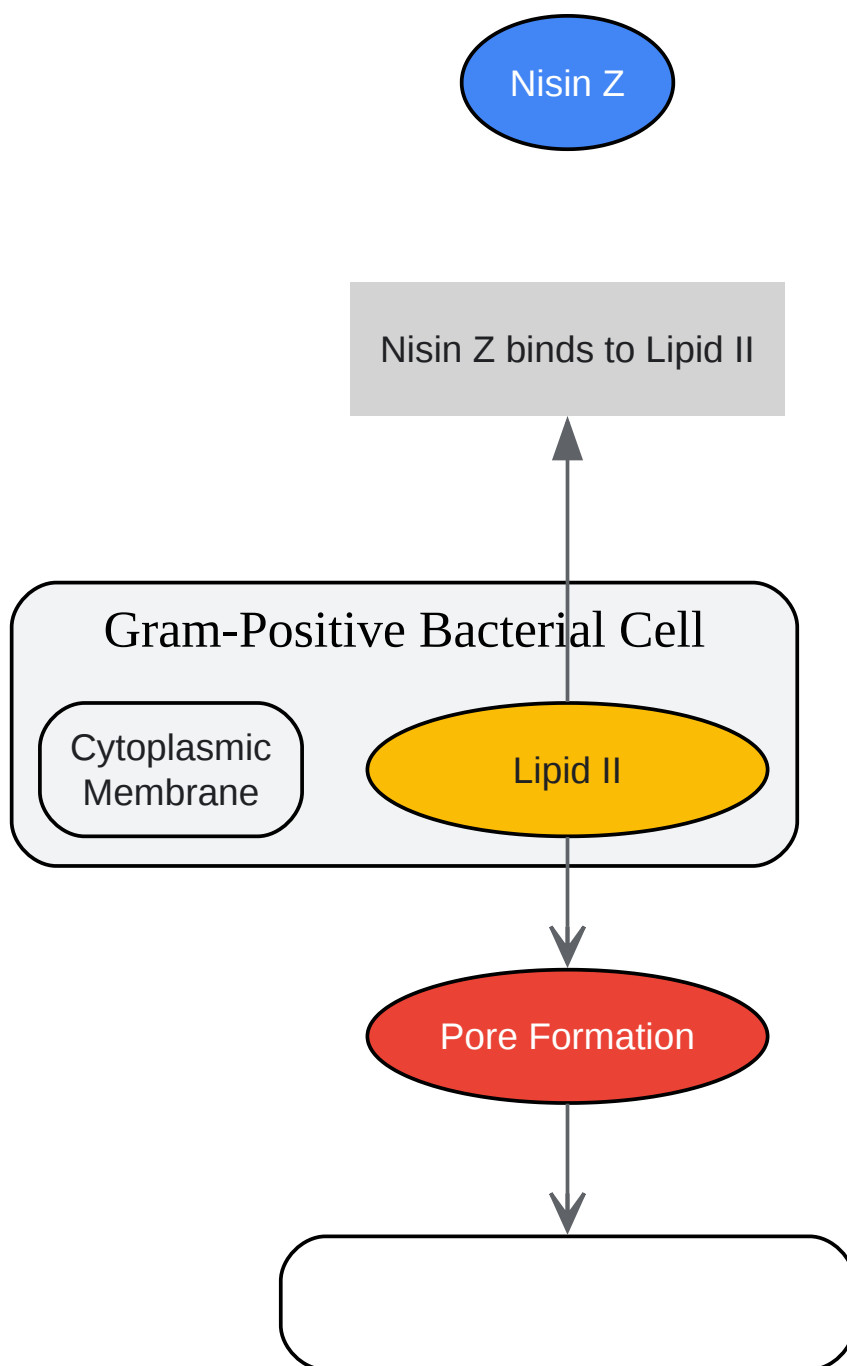 Nisin Z
Nisin Z binds to Lipid II
Gram-Positive Bacterial Cell
Cytoplasmic
Membrane
Lipid II
Pore Formation